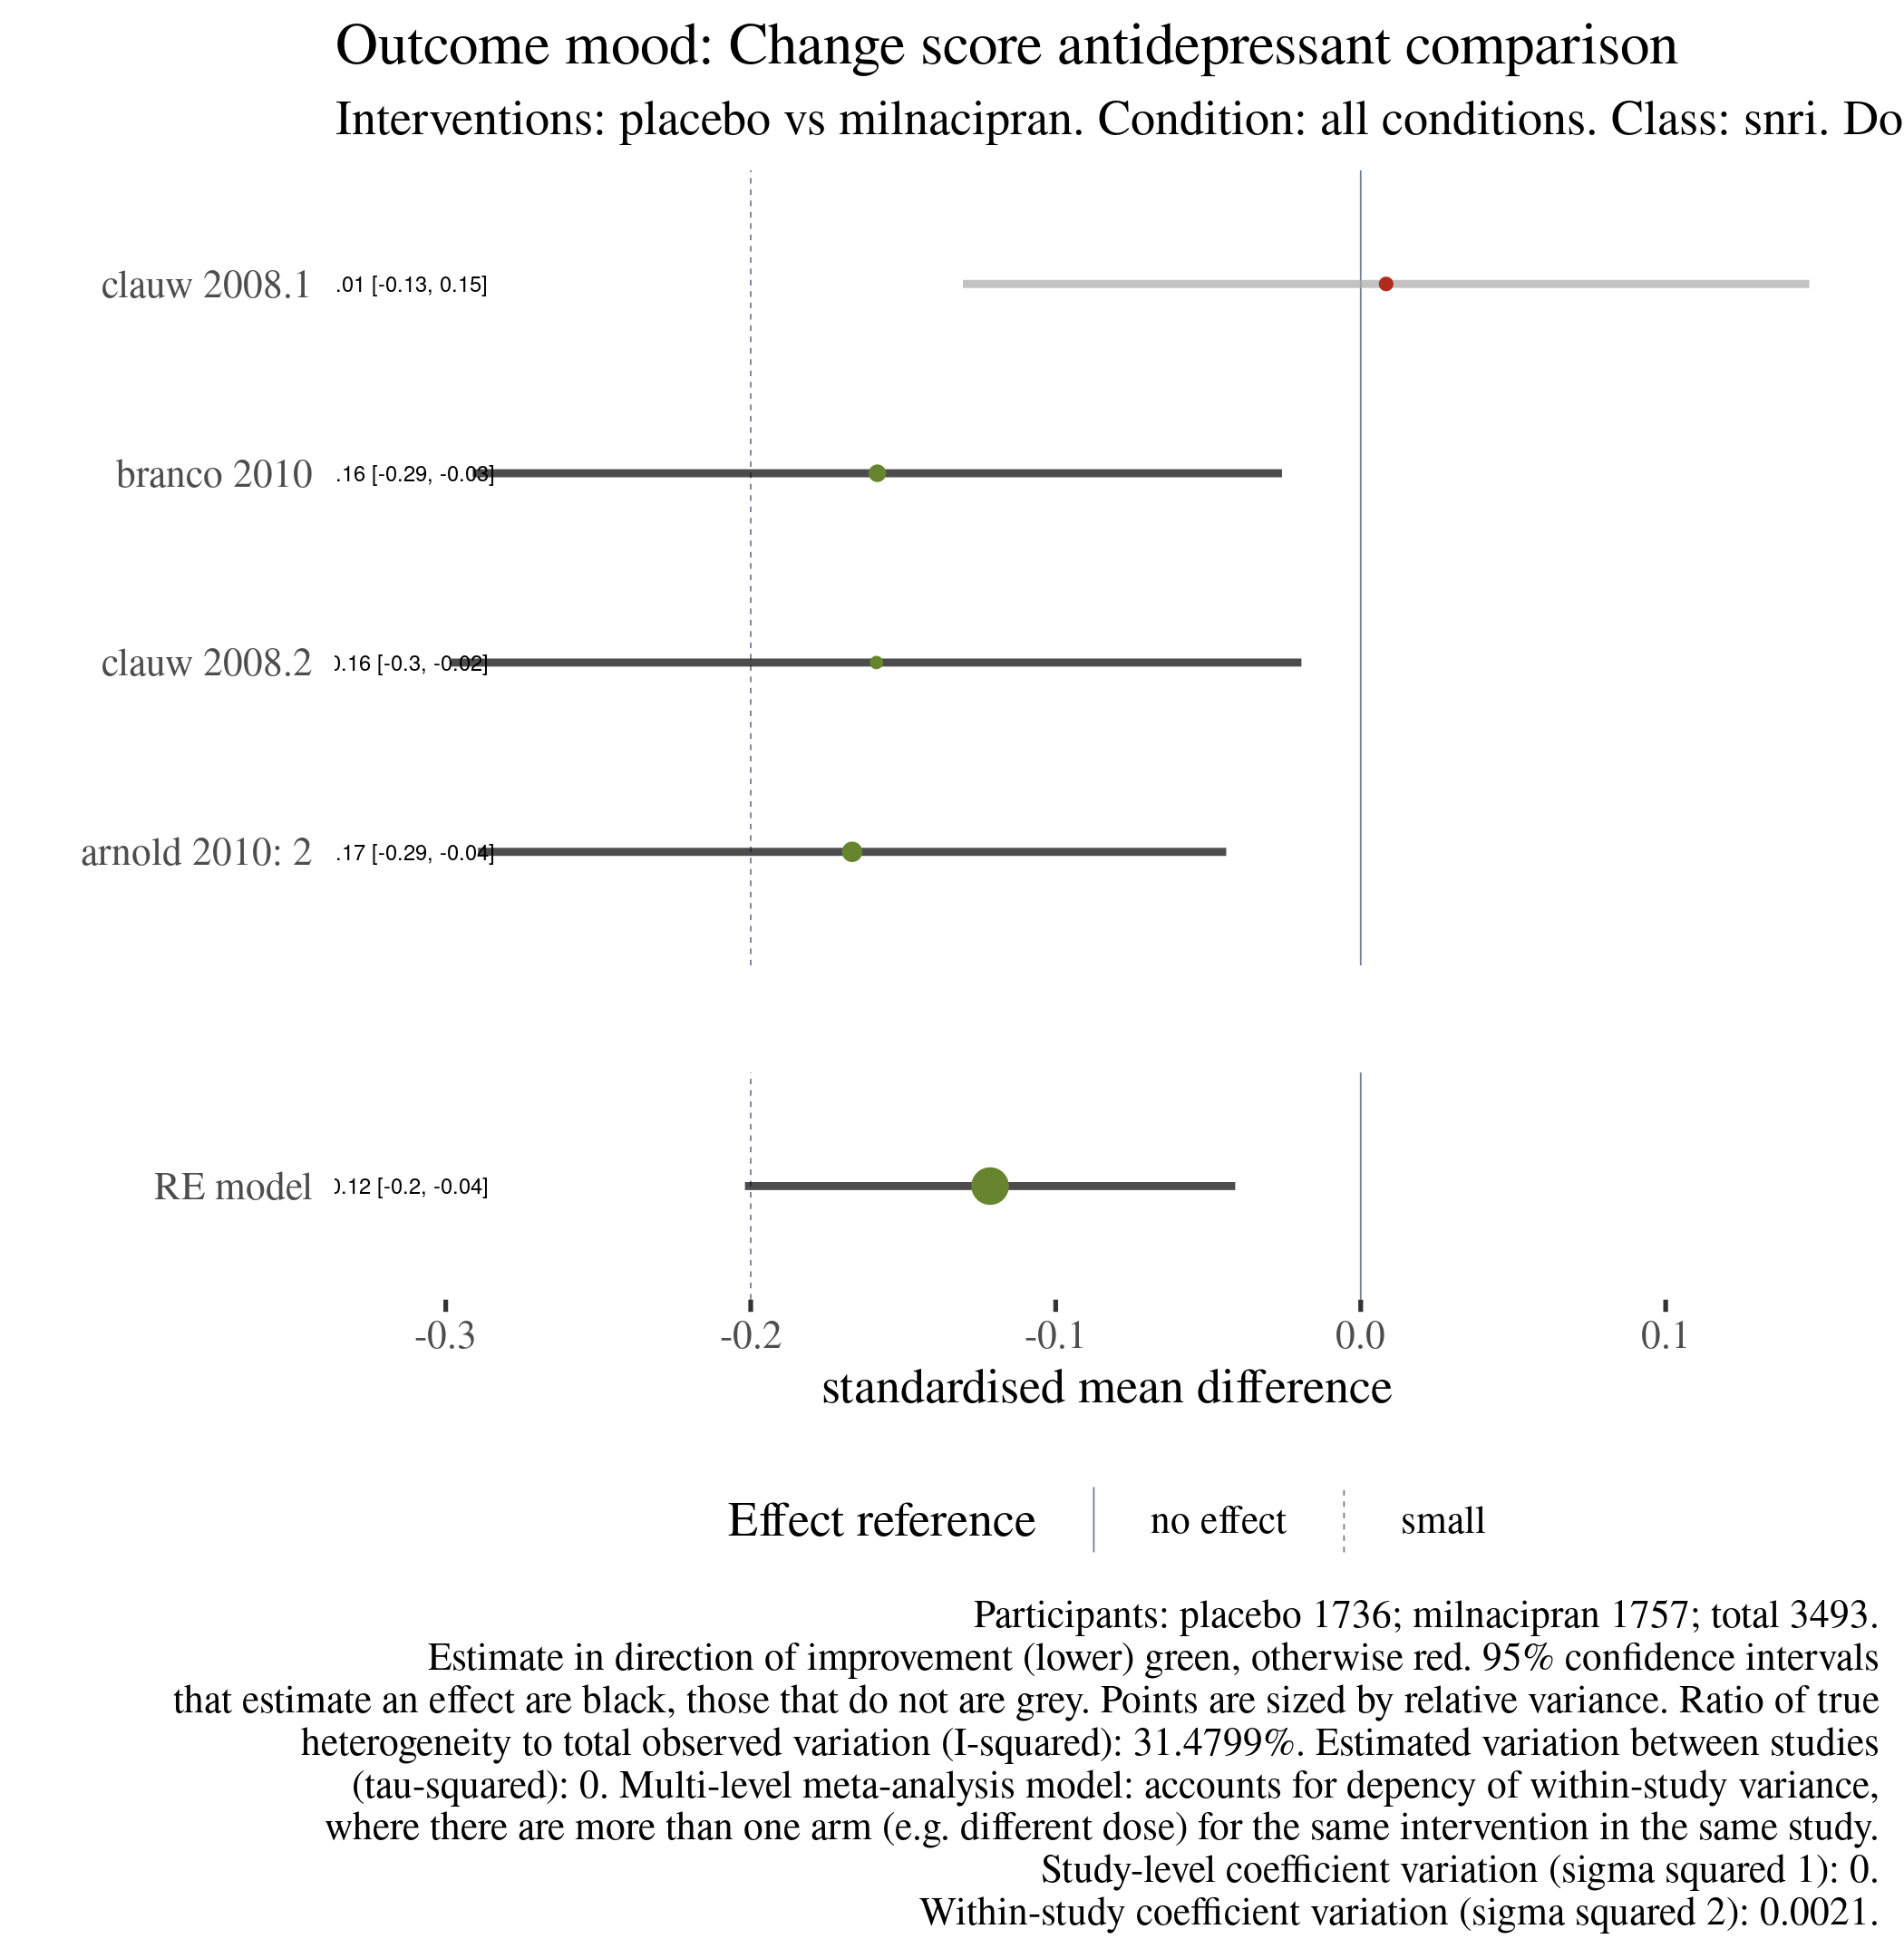 Outcome mood: Change score antidepressant comparison
Interventions: placebo vs milnacipran. Condition: all conditions. Class: snri. Do
clauw 2008.1 .01 [-0.13, 0.15]
branco 2010 .16 [-0.29, -0.03]
clauw 2008.2 0.16 [-0.3, -0.02]
arnold 2010: 2 .17 [-0.29, -0.04]
RE model 0.12 [-0.2, -0.04]
-0.3 -0.2 -0.1 0.0 0.1
standardised mean difference
Effect reference no effect small
Participants: placebo 1736; milnacipran 1757; total 3493.
Estimate in direction of improvement (lower) green, otherwise red. 95% confidence intervals
that estimate an effect are black, those that do not are grey. Points are sized by relative variance. Ratio of true
heterogeneity to total observed variation (I-squared): 31.4799%. Estimated variation between studies
(tau-squared): 0. Multi-level meta-analysis model: accounts for depency of within-study variance,
where there are more than one arm (e.g. different dose) for the same intervention in the same study.
Study-level coefficient variation (sigma squared 1): 0.
Within-study coefficient variation (sigma squared 2): 0.0021.